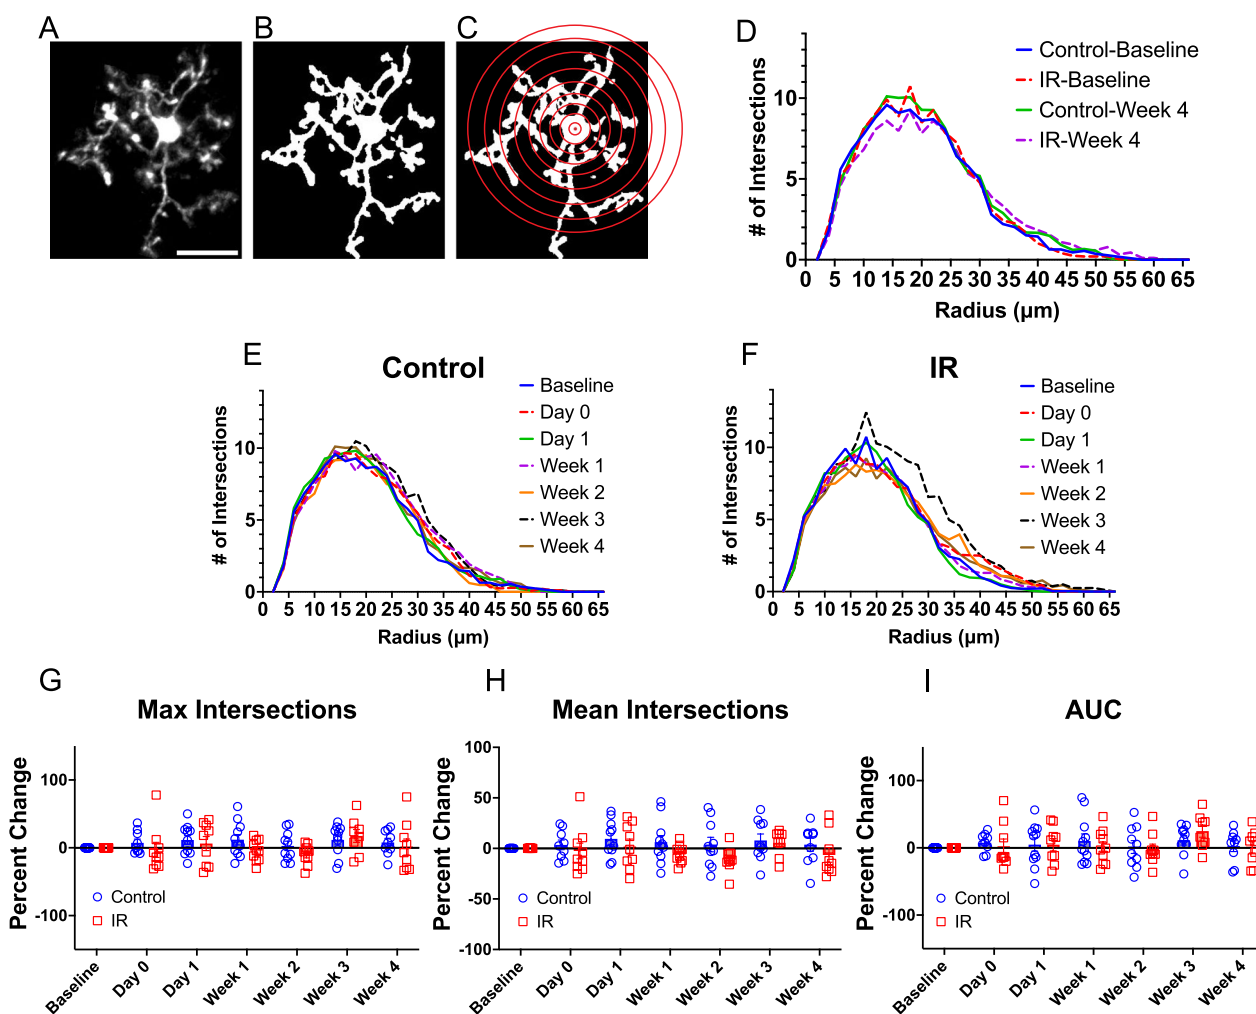 A
B
C
D
# of Intersections
10
5
0
0 5 10 15 20 25 30 35 40 45 50 55 60 65
Radius (µm)
Control-Baseline
IR-Baseline
Control-Week 4
IR-Week 4
E
Control
# of Intersections
10
5
0
0 5 10 15 20 25 30 35 40 45 50 55 60 65
Radius (µm)
Baseline
Day 0
Day 1
Week 1
Week 2
Week 3
Week 4
F
IR
# of Intersections
10
5
0
0 5 10 15 20 25 30 35 40 45 50 55 60 65
Radius (µm)
Baseline
Day 0
Day 1
Week 1
Week 2
Week 3
Week 4
G
Max Intersections
Percent Change
100
0
-100
Control
IR
Baseline
Day 0
Day 1
Week 1
Week 2
Week 3
Week 4
H
Mean Intersections
Percent Change
100
50
0
-50
-100
Control
IR
Baseline
Day 0
Day 1
Week 1
Week 2
Week 3
Week 4
I
AUC
Percent Change
100
0
-100
Control
IR
Baseline
Day 0
Day 1
Week 1
Week 2
Week 3
Week 4